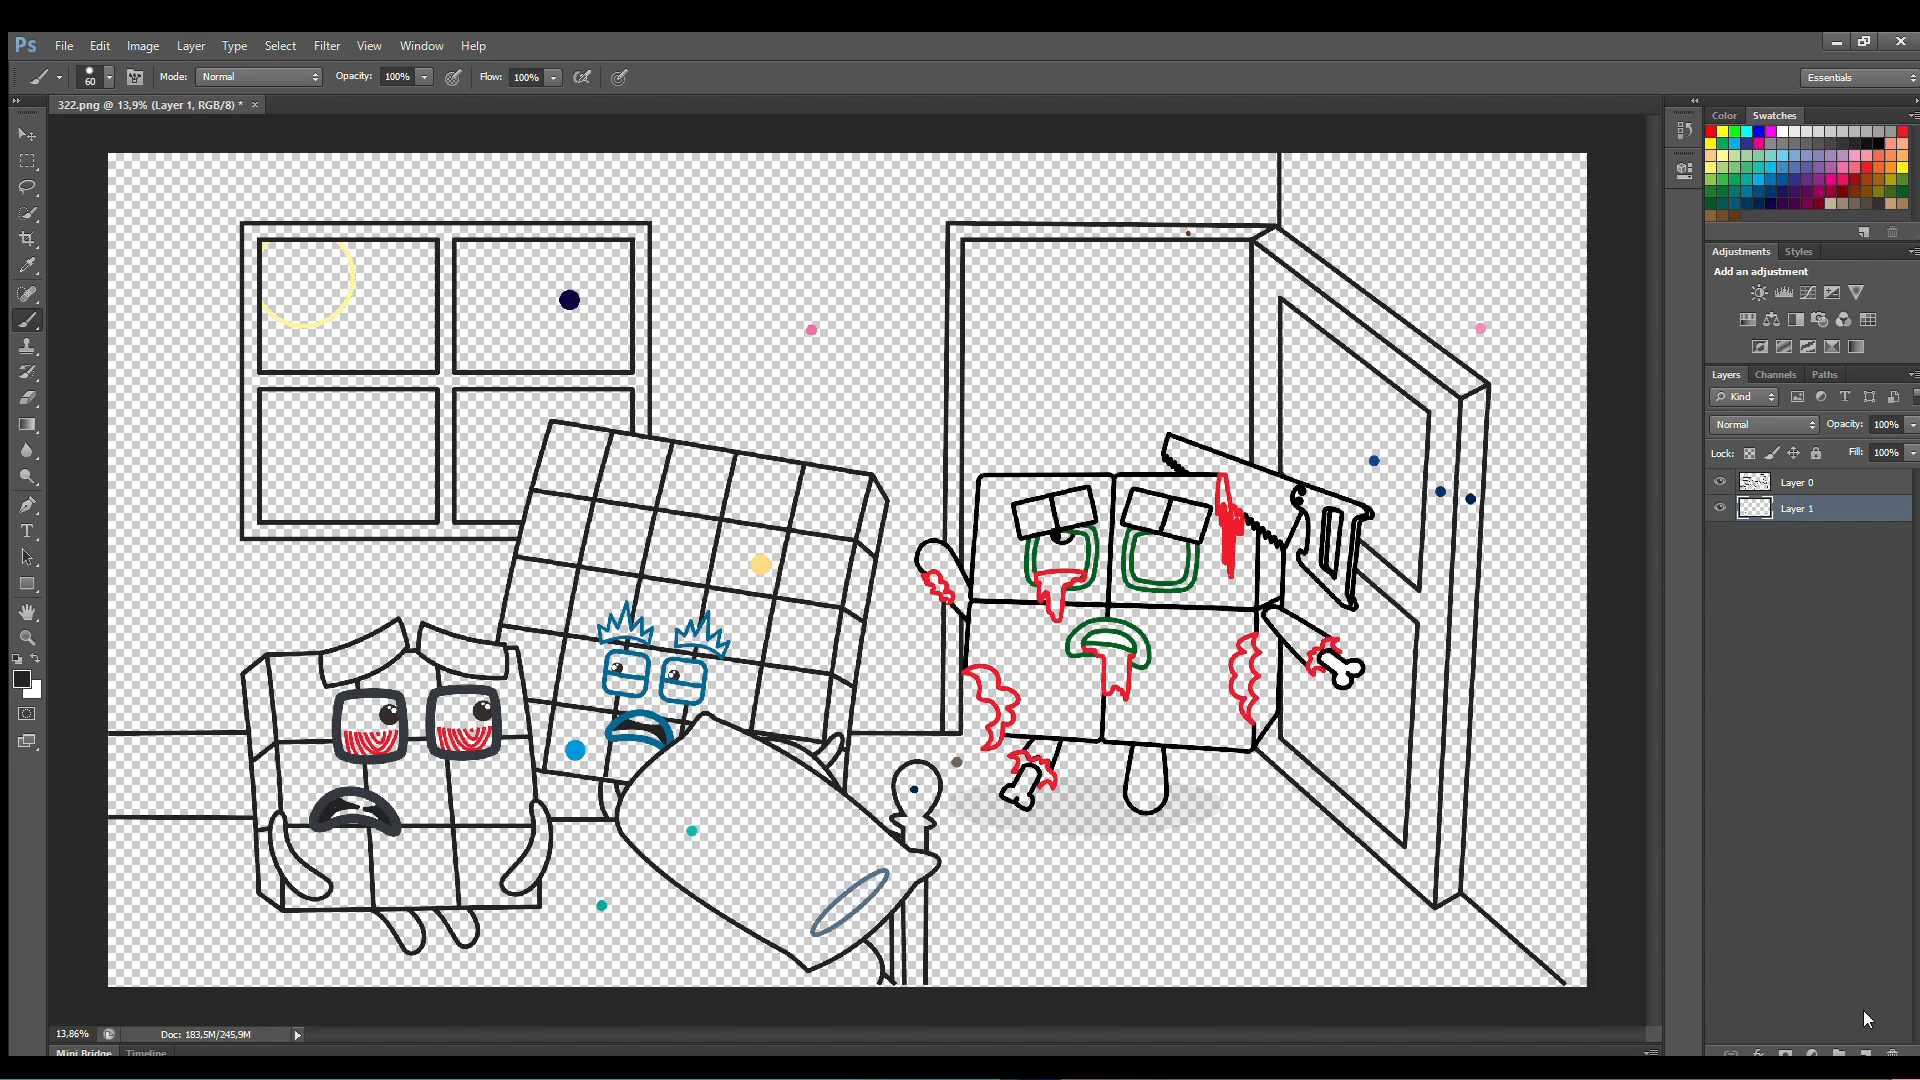 Ps File Edit Image Layer Type Select Filter View Window Help
60 Mode: Normal Opacity: 100% Flow: 100% Essentials
322.png @ 13,9% (Layer 1, RGB/8) * ×
Color Swatches
Adjustments Styles
Add an adjustment
Layers Channels Paths
Kind
Normal Opacity: 100%
Lock: Fill: 100%
Layer 0
Layer 1
13,86% Doc: 183,5M/245,9M
Mini Bridge Timeline